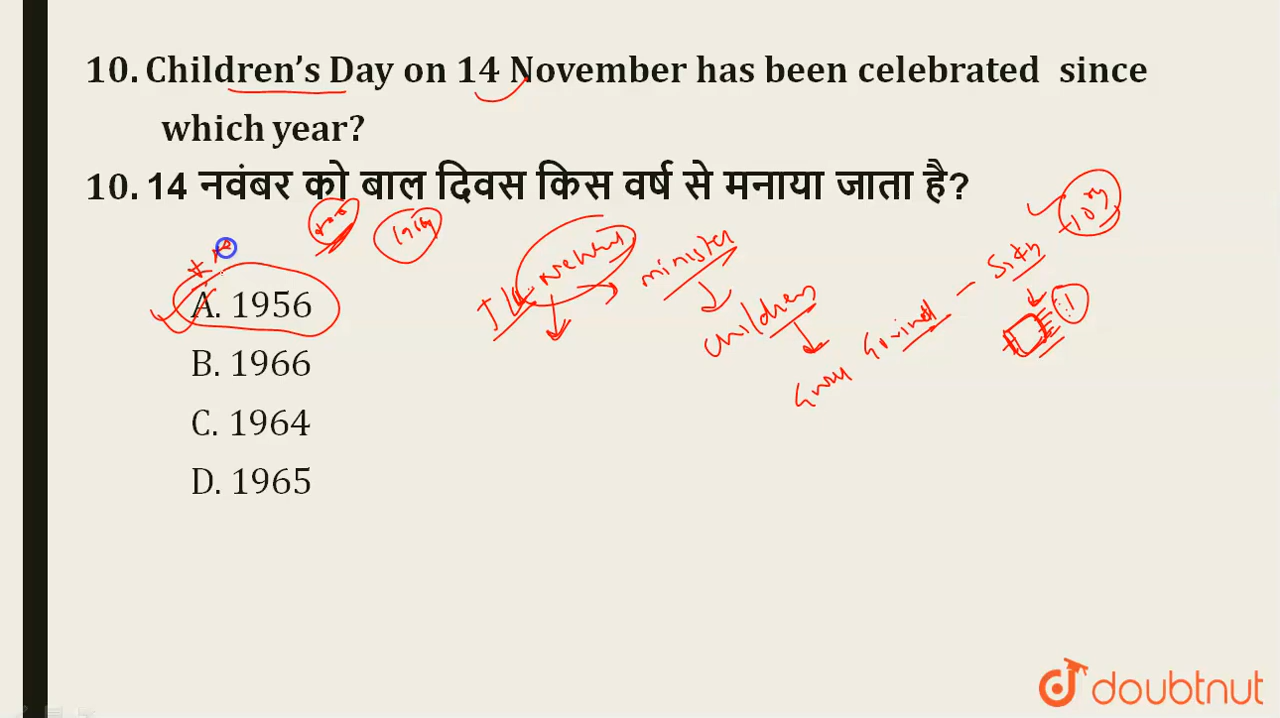 10. Children's Day on 14 November has been celebrated since
which year?
10. 14 नवंबर को बाल दिवस किस वर्ष से मनाया जाता है?
A. 1956
B. 1966
C. 1964
D. 1965
minister
children
doubtnut